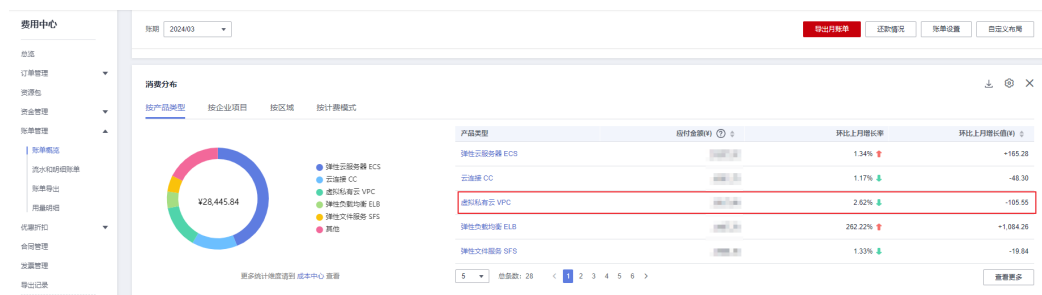 费用中心
账期 2024/03
导出月账单 还款情况 账单设置 自定义布局
总览
订单管理
资源包
资金管理
账单管理
账单概览
流水和明细账单
账单导出
用量明细
优惠折扣
合同管理
发票管理
导出记录
消费分布
按产品类型 按企业项目 按区域 按计费模式
¥28,445.84
弹性云服务器 ECS
云连接 CC
虚拟私有云 VPC
弹性负载均衡 ELB
弹性文件服务 SFS
其他
更多统计维度请到 成本中心 查看
产品类型 应付金额(¥) 环比上月增长率 环比上月增长值(¥)
弹性云服务器 ECS 1.34% +165.28
云连接 CC 1.17% -48.30
虚拟私有云 VPC 2.62% -105.55
弹性负载均衡 ELB 262.22% +1,084.26
弹性文件服务 SFS 1.33% -19.84
5 总条数: 28 < 1 2 3 4 5 6 >
查看更多